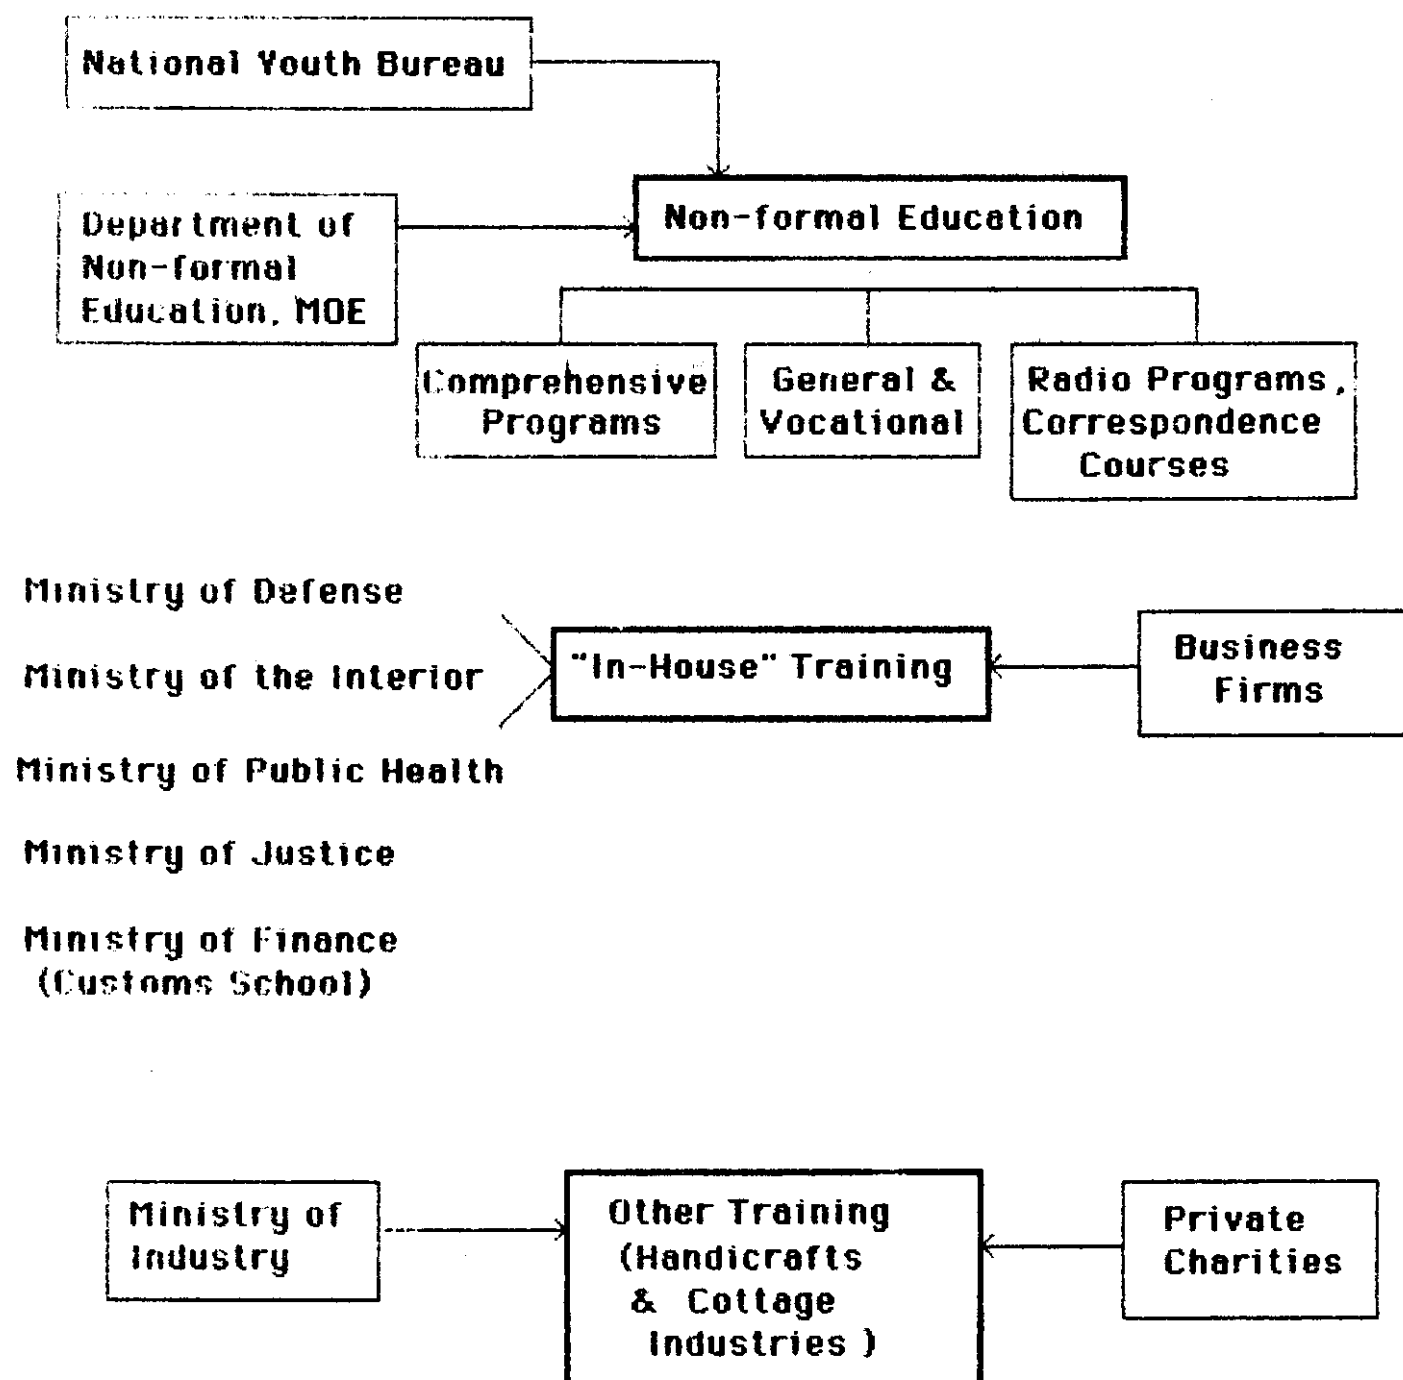 National Youth Bureau
Non-formal Education
Department of
Non-formal
Education, MOE
Comprehensive
Programs
General &
Vocational
Radio Programs,
Correspondence
Courses
Ministry of Defense
Ministry of the Interior
Ministry of Public Health
Ministry of Justice
Ministry of Finance
(Customs School)
"In-House" Training
Business
Firms
Ministry of
Industry
Other Training
(Handicrafts
& Cottage
Industries )
Private
Charities